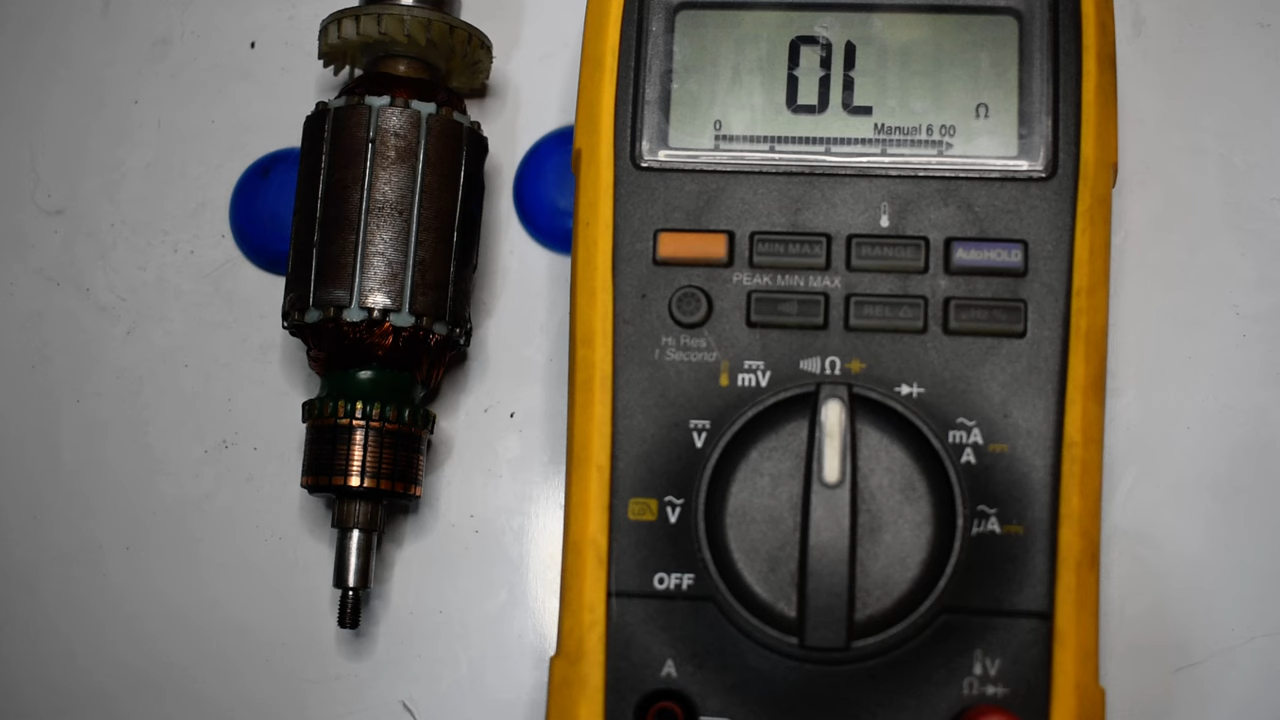 OL
Ω
0 Manual 6 00
MIN MAX RANGE AutoHOLD
PEAK MIN MAX
REL Δ
Hz %
Hi Res
1 Second
mV Ω
V mA
A
V µA
OFF
A V
Ω